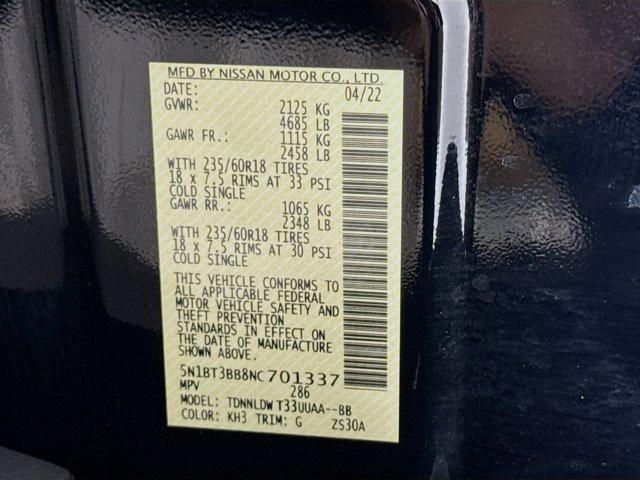 MFD BY NISSAN MOTOR CO., LTD.
DATE: 04/22
GVWR: 2125 KG
4685 LB
GAWR FR.: 1115 KG
2458 LB
WITH 235/60R18 TIRES
18 x 7.5 RIMS AT 33 PSI
COLD SINGLE
GAWR RR.: 1065 KG
2348 LB
WITH 235/60R18 TIRES
18 x 7.5 RIMS AT 30 PSI
COLD SINGLE
THIS VEHICLE CONFORMS TO
ALL APPLICABLE FEDERAL
MOTOR VEHICLE SAFETY AND
THEFT PREVENTION
STANDARDS IN EFFECT ON
THE DATE OF MANUFACTURE
SHOWN ABOVE.
5N1BT3BB8NC701337
MPV 286
MODEL: TDNNLDW T33UUAA--BB
COLOR: KH3 TRIM: G ZS30A